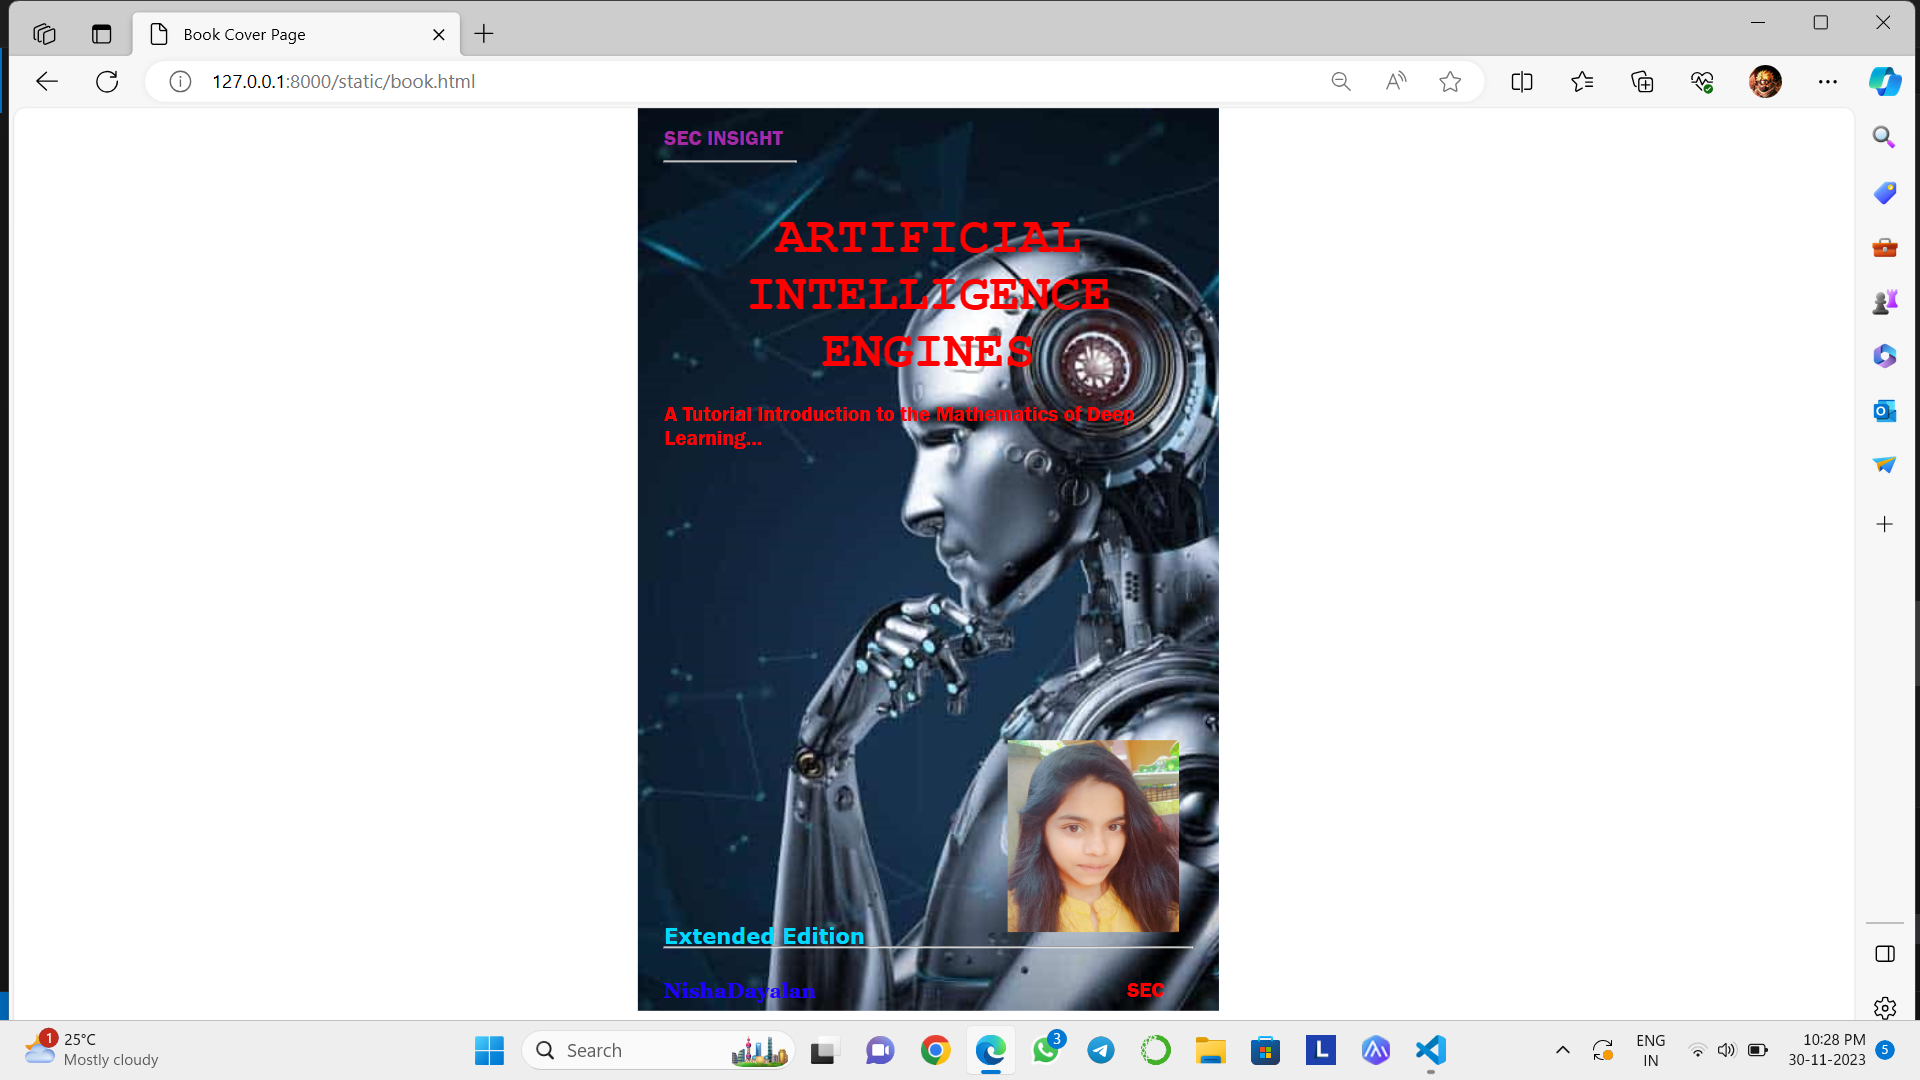 Book Cover Page
127.0.0.1:8000/static/book.html
SEC INSIGHT
ARTIFICIAL
INTELLIGENCE
ENGINES
A Tutorial Introduction to the Mathematics of Deep
Learning...
Extended Edition
NishaDayalan
SEC
1
25°C
Mostly cloudy
Search
3
L
ENG
IN
10:28 PM
30-11-2023
5